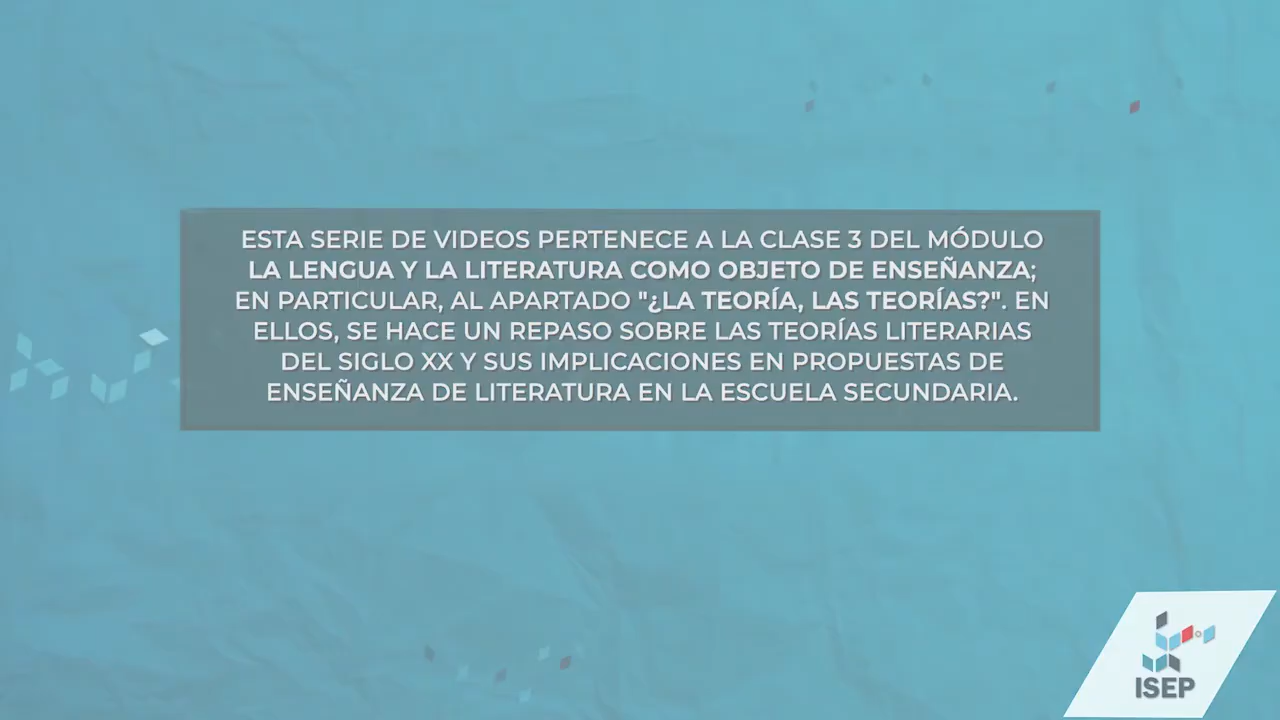 ESTA SERIE DE VIDEOS PERTENECE A LA CLASE 3 DEL MÓDULO
LA LENGUA Y LA LITERATURA COMO OBJETO DE ENSEÑANZA;
EN PARTICULAR, AL APARTADO "¿LA TEORÍA, LAS TEORÍAS?". EN
ELLOS, SE HACE UN REPASO SOBRE LAS TEORÍAS LITERARIAS
DEL SIGLO XX Y SUS IMPLICACIONES EN PROPUESTAS DE
ENSEÑANZA DE LITERATURA EN LA ESCUELA SECUNDARIA.
ISEP